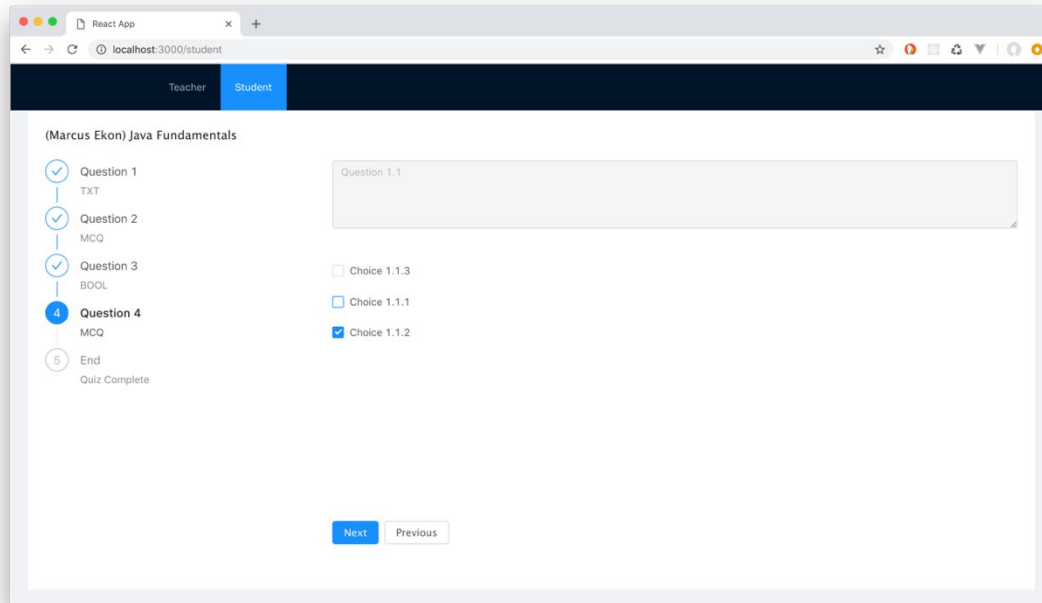 React App
localhost:3000/student
Teacher Student
(Marcus Ekon) Java Fundamentals
Question 1
TXT
Question 2
MCQ
Question 3
BOOL
4 Question 4
MCQ
5 End
Quiz Complete
Question 1.1
Choice 1.1.3
Choice 1.1.1
Choice 1.1.2
Next Previous